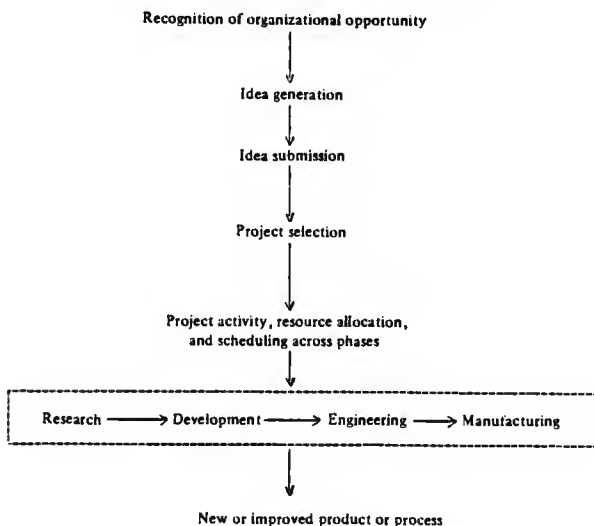 Recognition of organizational opportunity
Idea generation
Idea submission
Project selection
Project activity, resource allocation,
and scheduling across phases
Research Development Engineering Manufacturing
New or improved product or process